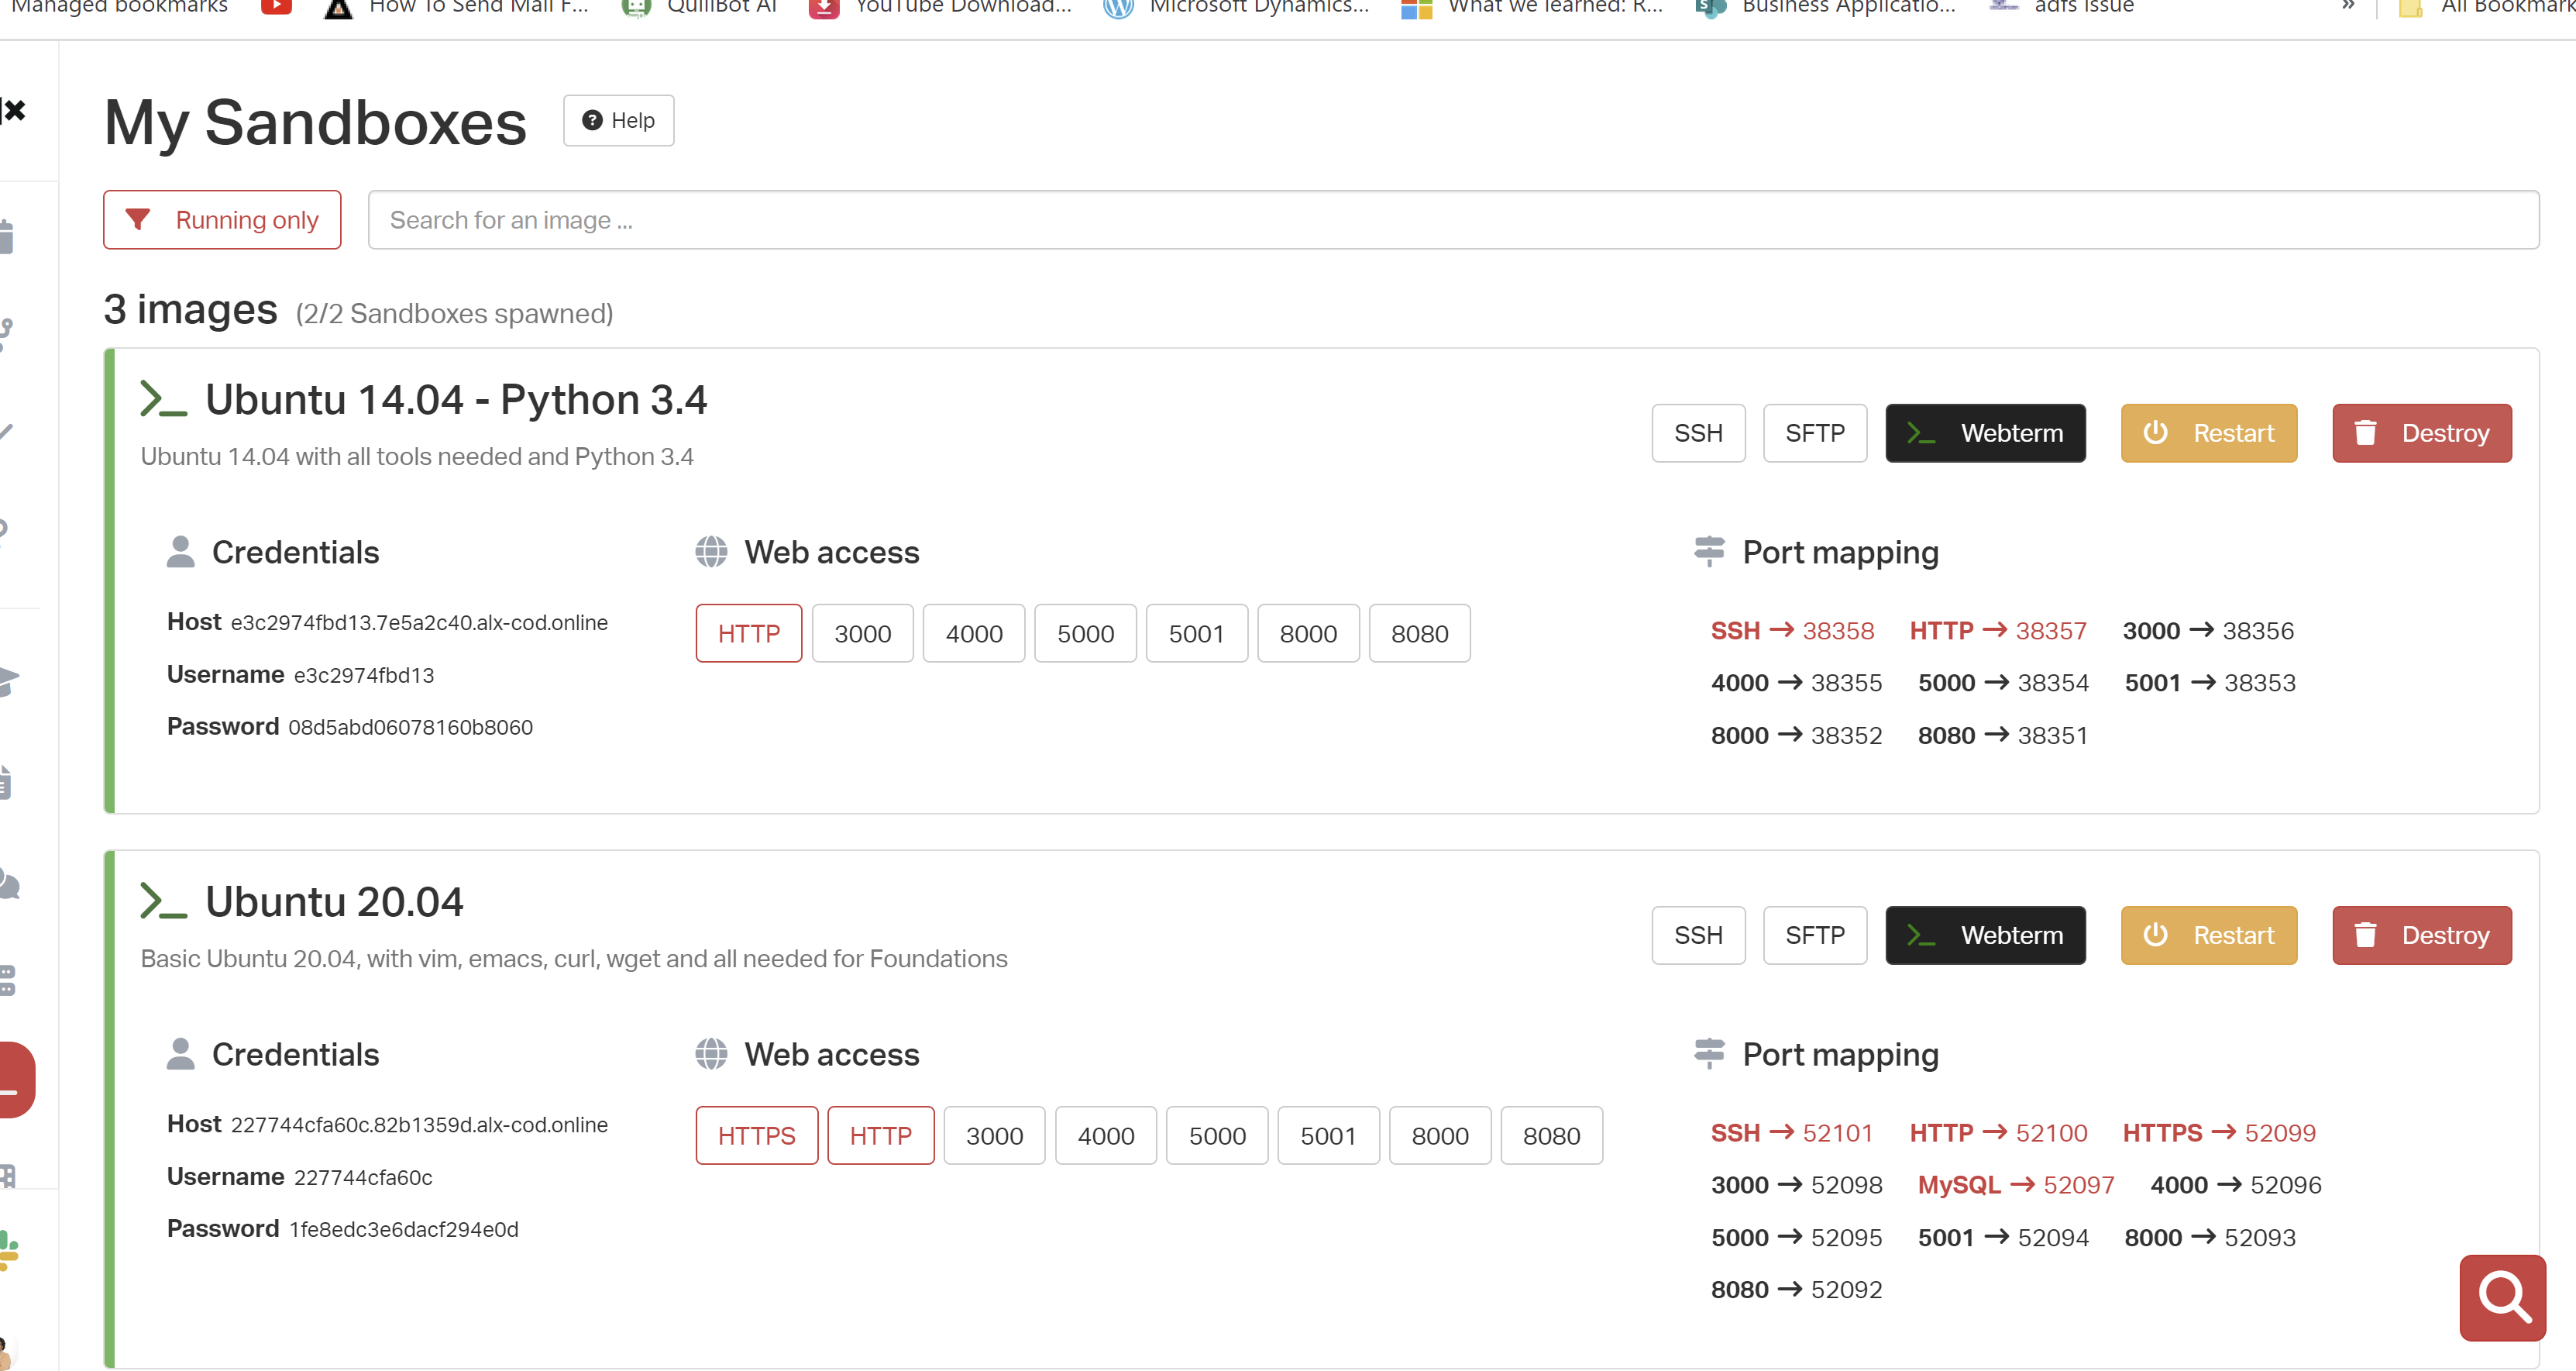 Managed bookmarks How To Send Mail F... QuillBot AI YouTube Download... Microsoft Dynamics... What we learned: R... Business Applicatio... adfs issue » All Bookmark
My Sandboxes Help
Running only Search for an image ...
3 images (2/2 Sandboxes spawned)
Ubuntu 14.04 - Python 3.4
Ubuntu 14.04 with all tools needed and Python 3.4
SSH SFTP Webterm Restart Destroy
Credentials
Host e3c2974fbd13.7e5a2c40.alx-cod.online
Username e3c2974fbd13
Password 08d5abd06078160b8060
Web access
HTTP 3000 4000 5000 5001 8000 8080
Port mapping
SSH → 38358 HTTP → 38357 3000 → 38356
4000 → 38355 5000 → 38354 5001 → 38353
8000 → 38352 8080 → 38351
Ubuntu 20.04
Basic Ubuntu 20.04, with vim, emacs, curl, wget and all needed for Foundations
SSH SFTP Webterm Restart Destroy
Credentials
Host 227744cfa60c.82b1359d.alx-cod.online
Username 227744cfa60c
Password 1fe8edc3e6dacf294e0d
Web access
HTTPS HTTP 3000 4000 5000 5001 8000 8080
Port mapping
SSH → 52101 HTTP → 52100 HTTPS → 52099
3000 → 52098 MySQL → 52097 4000 → 52096
5000 → 52095 5001 → 52094 8000 → 52093
8080 → 52092